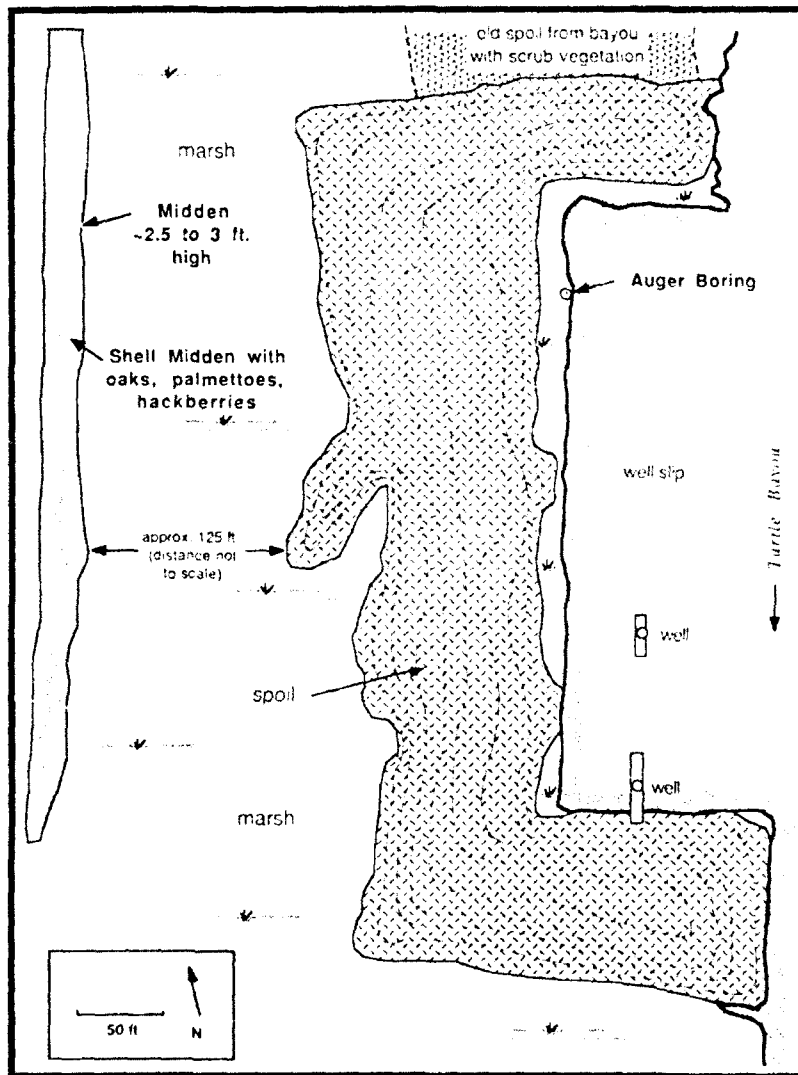 old spoil from bayou
with scrub vegetation
marsh
Midden
~2.5 to 3 ft.
high
Auger Boring
Shell Midden with
oaks, palmettoes,
hackberries
well slip
Turtle Bayou
approx. 125 ft
(distance not
to scale)
well
spoil
well
marsh
50 ft
N